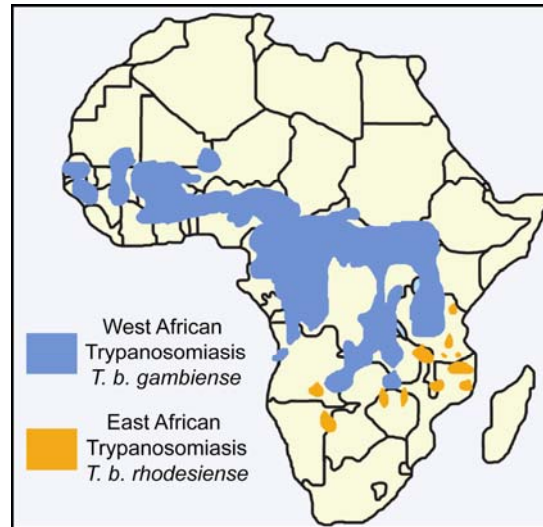 West African
Trypanosomiasis
T. b. gambiense
East African
Trypanosomiasis
T. b. rhodesiense